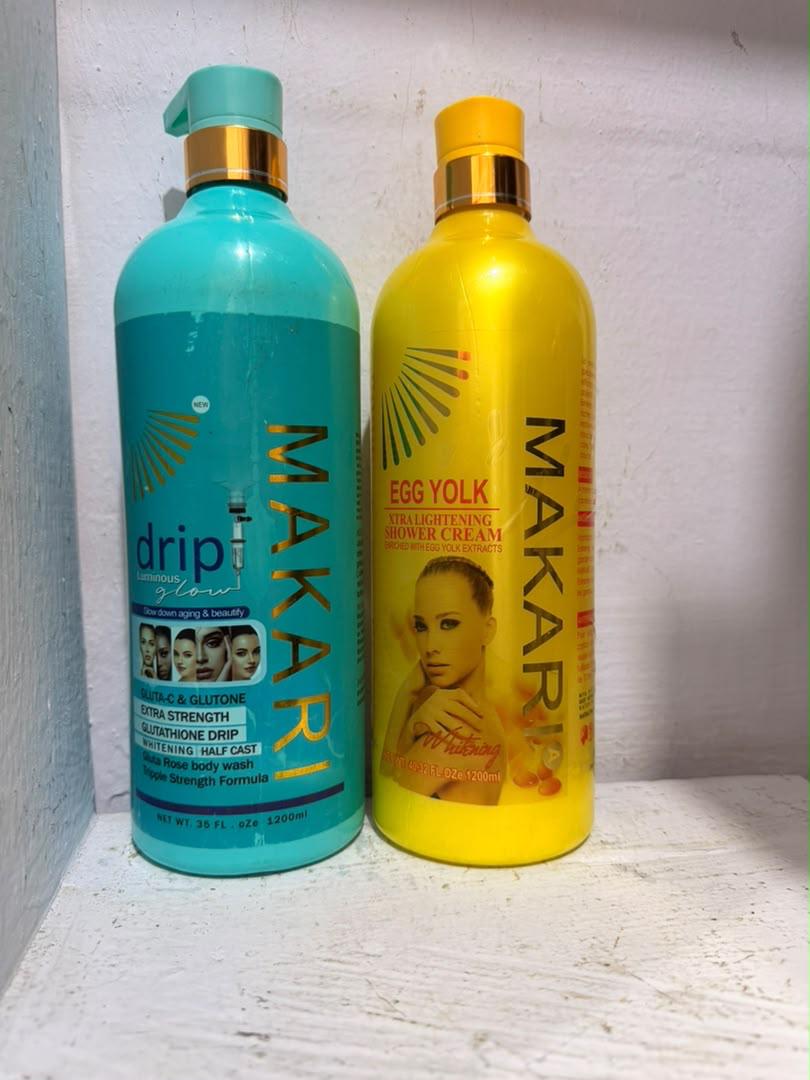 NEW
MAKARI
drip
Luminous
glow
Slow down aging & beautify
GLUTA-C & GLUTONE
EXTRA STRENGTH
GLUTATHIONE DRIP
WHITENING HALF CAST
Gluta Rose body wash
Tripple Strength Formula
NET WT. 35 FL . oZe 1200ml
MAKARI
EGG YOLK
XTRA LIGHTENING
SHOWER CREAM
ENRICHED WITH EGG YOLK EXTRACTS
Whitening
FL OZe 1200ml